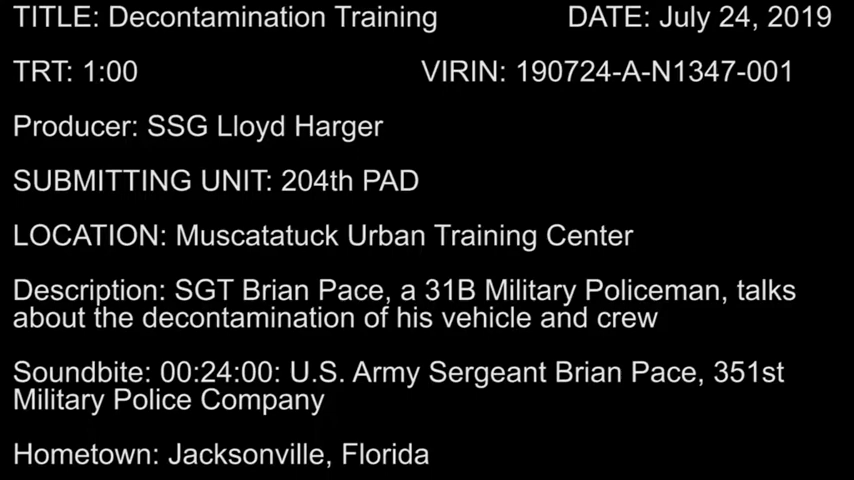 TITLE: Decontamination Training DATE: July 24, 2019
TRT: 1:00 VIRIN: 190724-A-N1347-001
Producer: SSG Lloyd Harger
SUBMITTING UNIT: 204th PAD
LOCATION: Muscatatuck Urban Training Center
Description: SGT Brian Pace, a 31B Military Policeman, talks
about the decontamination of his vehicle and crew
Soundbite: 00:24:00: U.S. Army Sergeant Brian Pace, 351st
Military Police Company
Hometown: Jacksonville, Florida